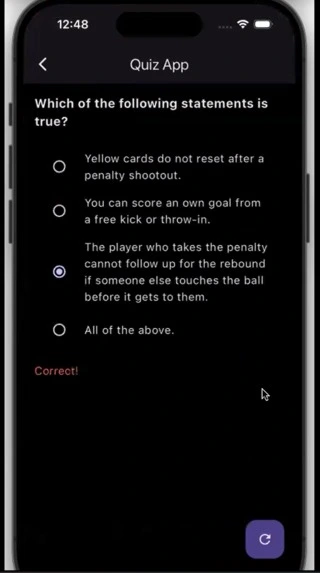 12:48
Quiz App
Which of the following statements is
true?
Yellow cards do not reset after a
penalty shootout.
You can score an own goal from
a free kick or throw-in.
The player who takes the penalty
cannot follow up for the rebound
if someone else touches the ball
before it gets to them.
All of the above.
Correct!